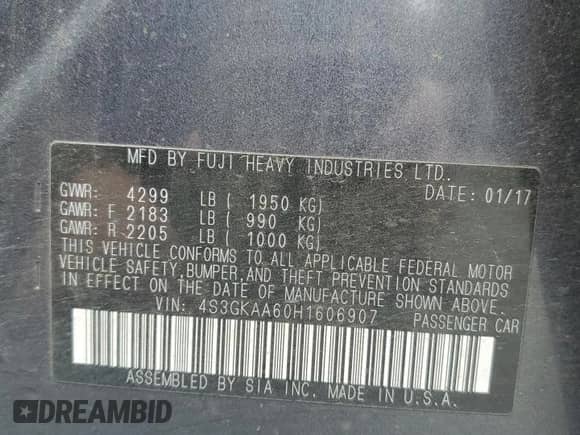 MFD BY FUJI HEAVY INDUSTRIES LTD.
DATE: 01/17
GVWR: 4299 LB ( 1950 KG)
GAWR: F 2183 LB ( 990 KG)
GAWR: R 2205 LB ( 1000 KG)
THIS VEHICLE CONFORMS TO ALL APPLICABLE FEDERAL MOTOR
VEHICLE SAFETY, BUMPER, AND THEFT PREVENTION STANDARDS
IN EFFECT ON THE DATE OF MANUFACTURE SHOWN ABOVE.
VIN: 4S3GKAA60H1606907 PASSENGER CAR
ASSEMBLED BY SIA INC. MADE IN U.S.A.
DREAMBID